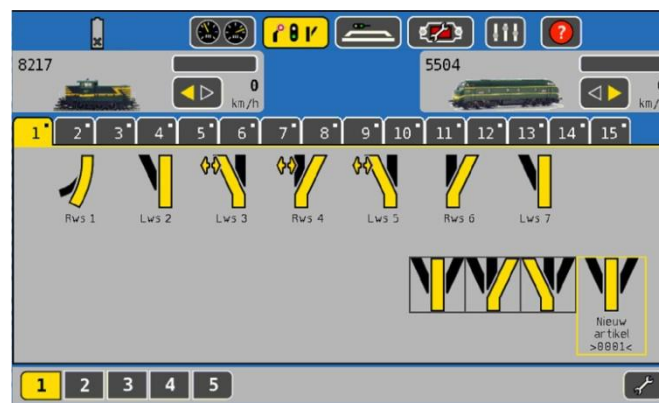 8217
0
km/h
5504
km/
1 2 3 4 5 6 7 8 9 10 11 12 13 14 15
Rws 1 Lws 2 Lws 3 Rws 4 Lws 5 Rws 6 Lws 7
Nieuw
artikel
>0001<
1 2 3 4 5